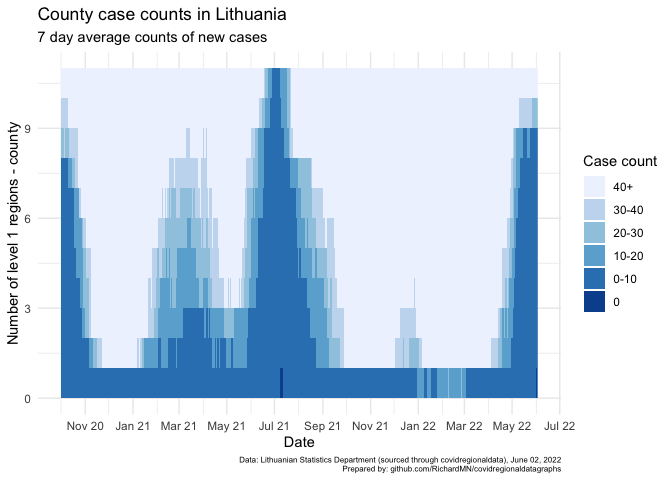 County case counts in Lithuania
7 day average counts of new cases
Number of level 1 regions - county
9
6
3
0
Nov 20 Jan 21 Mar 21 May 21 Jul 21 Sep 21 Nov 21 Jan 22 Mar 22 May 22 Jul 22
Date
Case count
40+
30-40
20-30
10-20
0-10
0
Data: Lithuanian Statistics Department (sourced through covidregionaldata), June 02, 2022
Prepared by: github.com/RichardMN/covidregionaldatagraphs